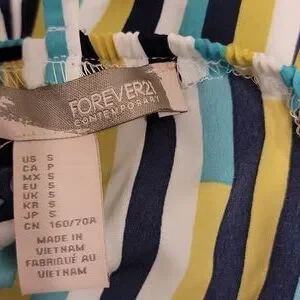 FOREVER21
CONTEMPORARY
US S
CA P
MX S
EU S
UK S
KR S
JP S
CN 160/70A
MADE IN
VIETNAM
FABRIQUÉ AU
VIETNAM